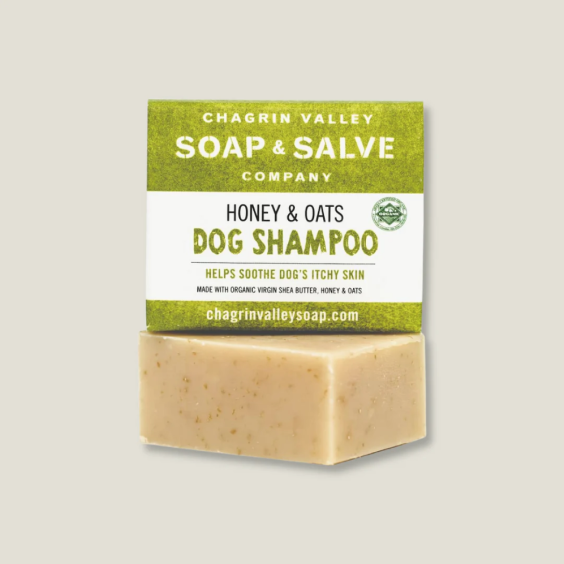 CHAGRIN VALLEY
SOAP & SALVE
COMPANY
HONEY & OATS
DOG SHAMPOO
HELPS SOOTHE DOG'S ITCHY SKIN
MADE WITH ORGANIC VIRGIN SHEA BUTTER, HONEY & OATS
chagrinvalleysoap.com